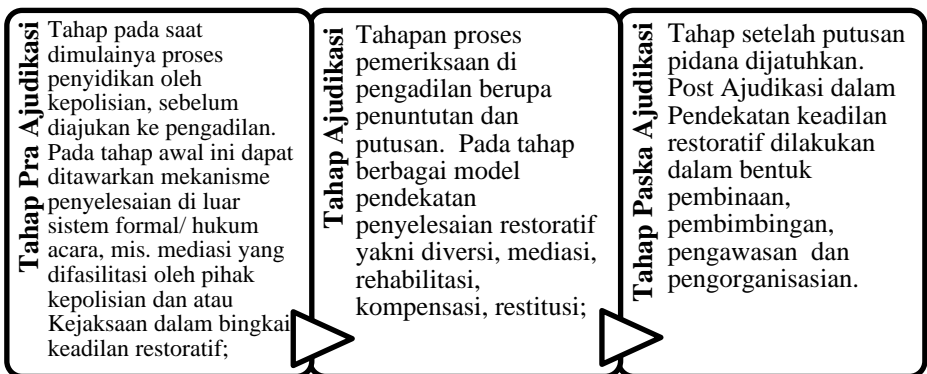 Tahap Pra Ajudikasi
Tahap pada saat
dimulainya proses
penyidikan oleh
kepolisian, sebelum
diajukan ke pengadilan.
Pada tahap awal ini dapat
ditawarkan mekanisme
penyelesaian di luar
sistem formal/ hukum
acara, mis. mediasi yang
difasilitasi oleh pihak
kepolisian dan atau
Kejaksaan dalam bingkai
keadilan restoratif;
Tahap Ajudikasi
Tahapan proses
pemeriksaan di
pengadilan berupa
penuntutan dan
putusan. Pada tahap
berbagai model
pendekatan
penyelesaian restoratif
yakni diversi, mediasi,
rehabilitasi,
kompensasi, restitusi;
Tahap Paska Ajudikasi
Tahap setelah putusan
pidana dijatuhkan.
Post Ajudikasi dalam
Pendekatan keadilan
restoratif dilakukan
dalam bentuk
pembinaan,
pembimbingan,
pengawasan dan
pengorganisasian.